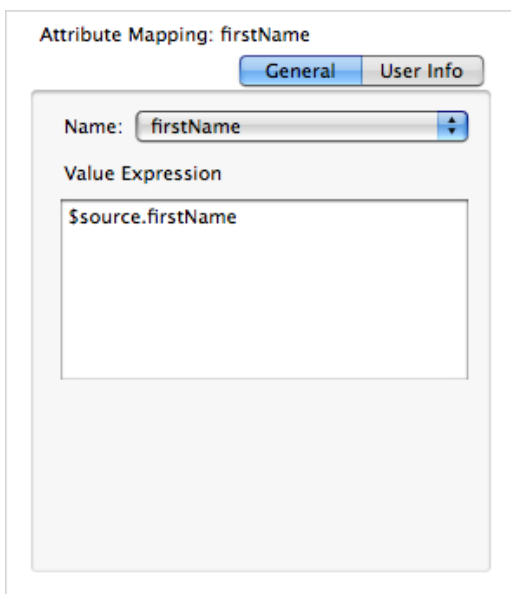 Attribute Mapping: firstName
General User Info
Name: firstName
Value Expression
$source.firstName